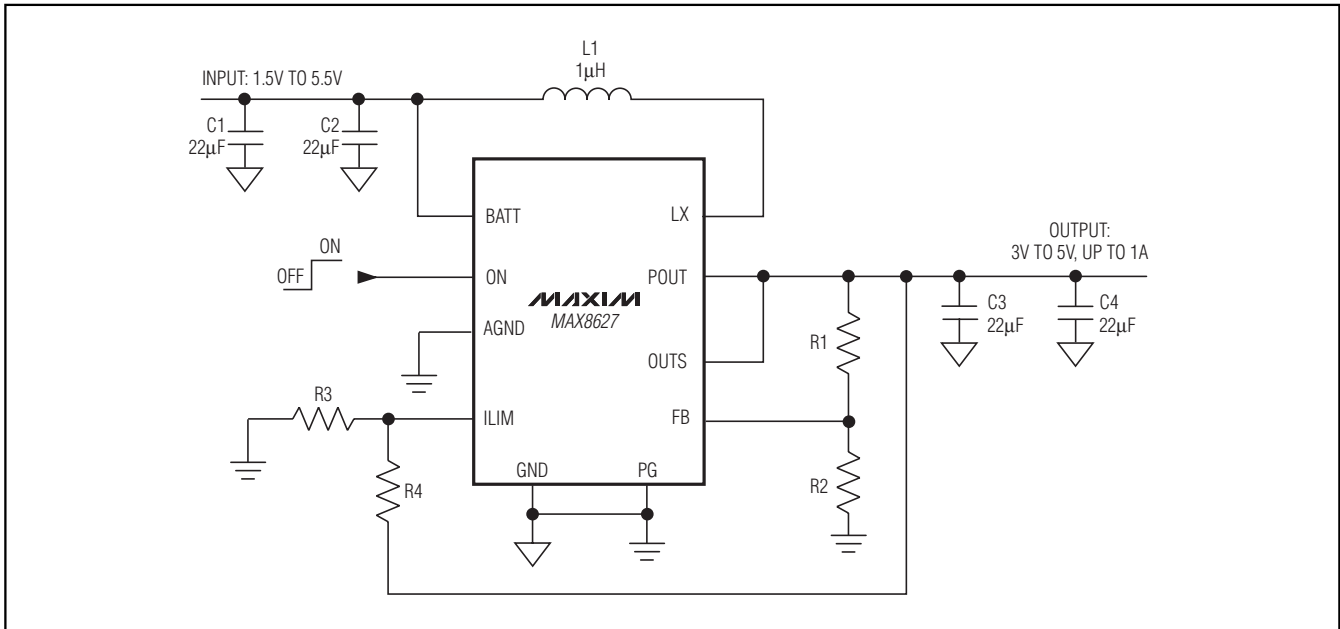 L1
1µH
INPUT: 1.5V TO 5.5V
C1
22µF
C2
22µF
BATT
LX
OUTPUT:
3V TO 5V, UP TO 1A
ON
OFF
ON
POUT
MAXIM
MAX8627
C3
22µF
C4
22µF
AGND
R1
OUTS
R3
ILIM
FB
GND
PG
R4
R2